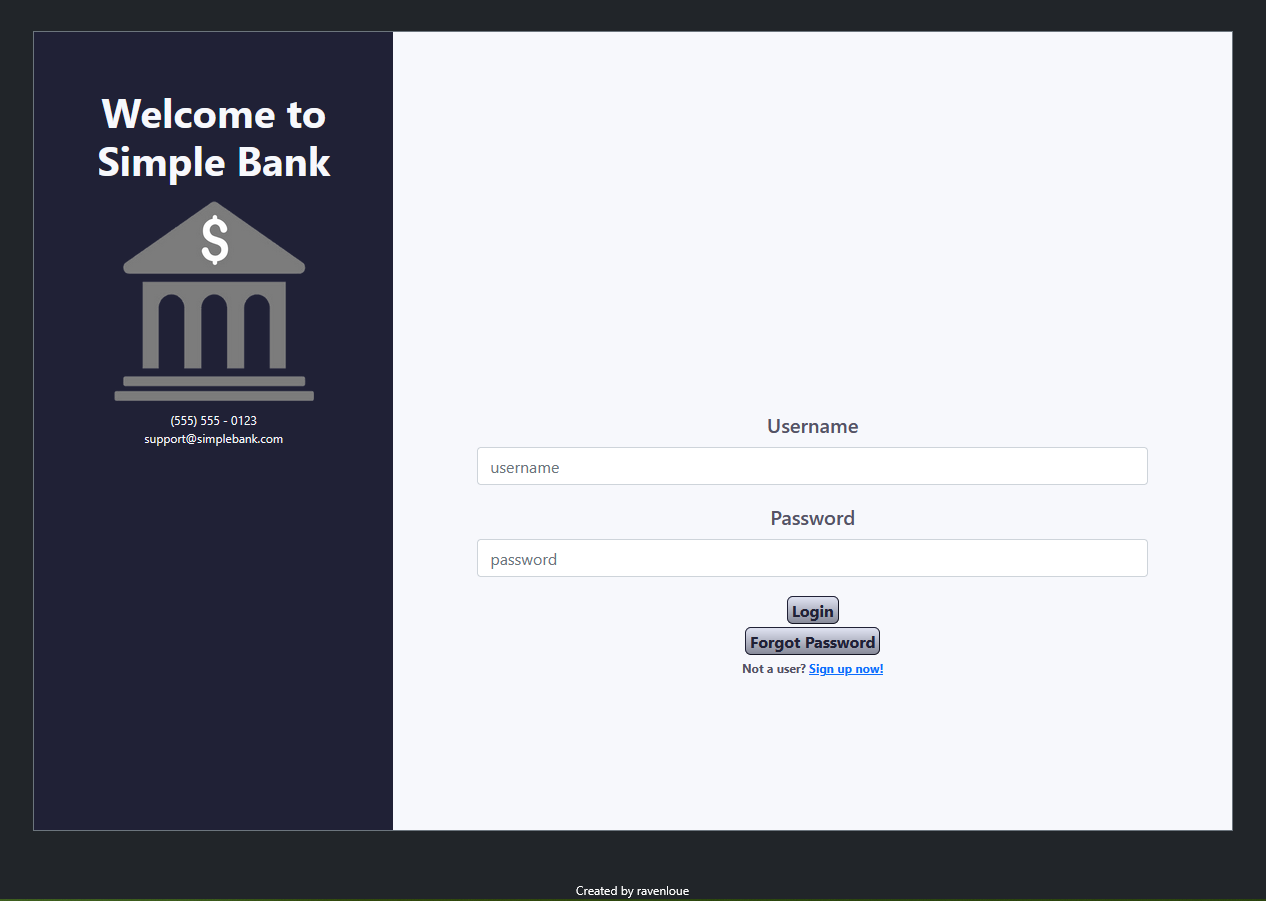 Welcome to
Simple Bank
$
(555) 555 - 0123
support@simplebank.com
Username
username
Password
password
Login
Forgot Password
Not a user? Sign up now!
Created by ravenloue